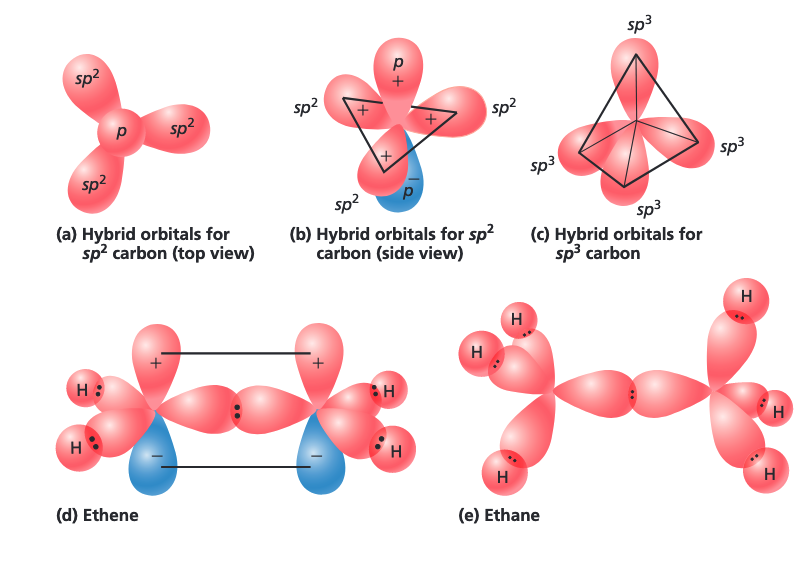 sp²
p
sp²
sp²
(a) Hybrid orbitals for
sp² carbon (top view)
p
+
sp²
+
+
sp²
+
sp²
–
p
(b) Hybrid orbitals for sp²
carbon (side view)
sp³
sp³
sp³
sp³
(c) Hybrid orbitals for
sp³ carbon
+
+
H
H
H
H
–
–
(d) Ethene
H
H
H
H
H
H
(e) Ethane